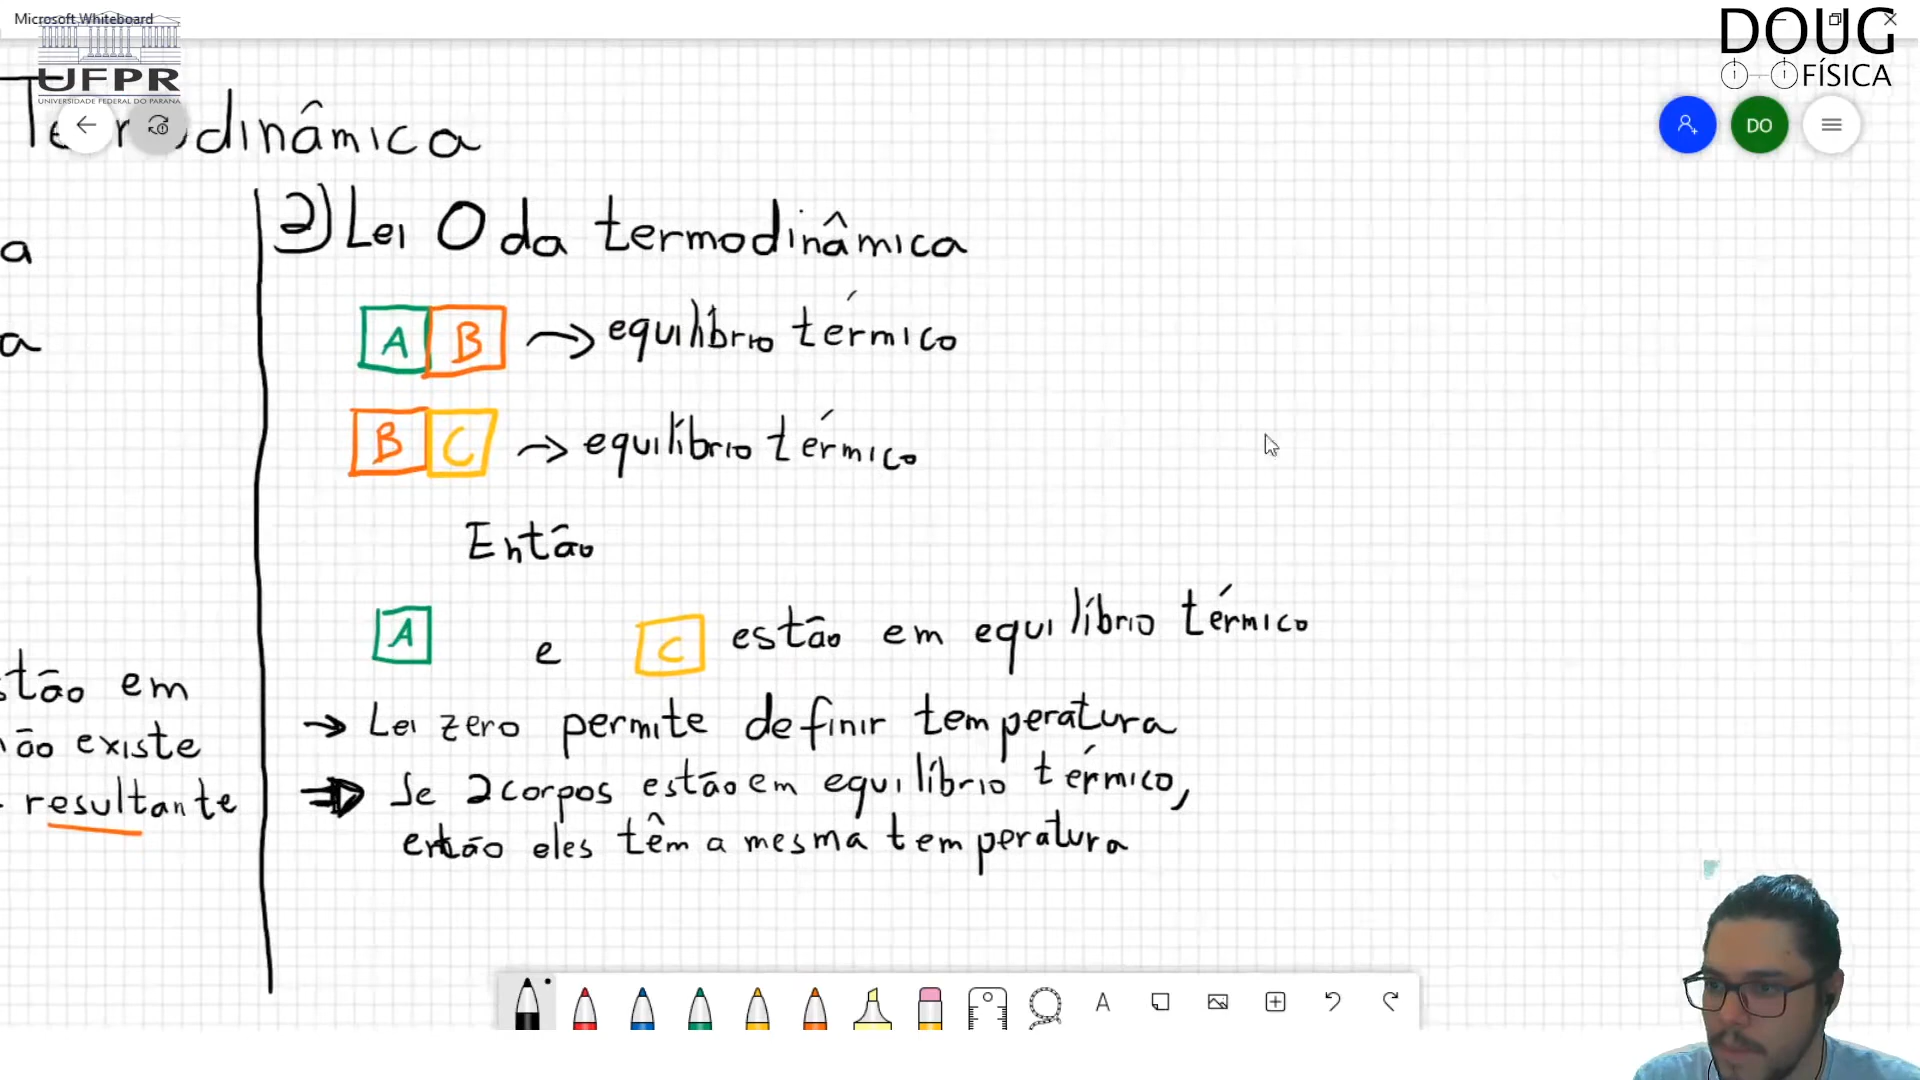 Microsoft Whiteboard
UFPR
UNIVERSIDADE FEDERAL DO PARANÁ
DOUG
FÍSICA
DO
Termodinâmica
a
a
stão em
não existe
resultante
2) Lei 0 da termodinâmica
A B → equilíbrio térmico
B C → equilíbrio térmico
Então
A e C estão em equilíbrio térmico
→ Lei zero permite definir temperatura
⇒ Se 2 corpos estão em equilíbrio térmico,
então eles têm a mesma temperatura
A